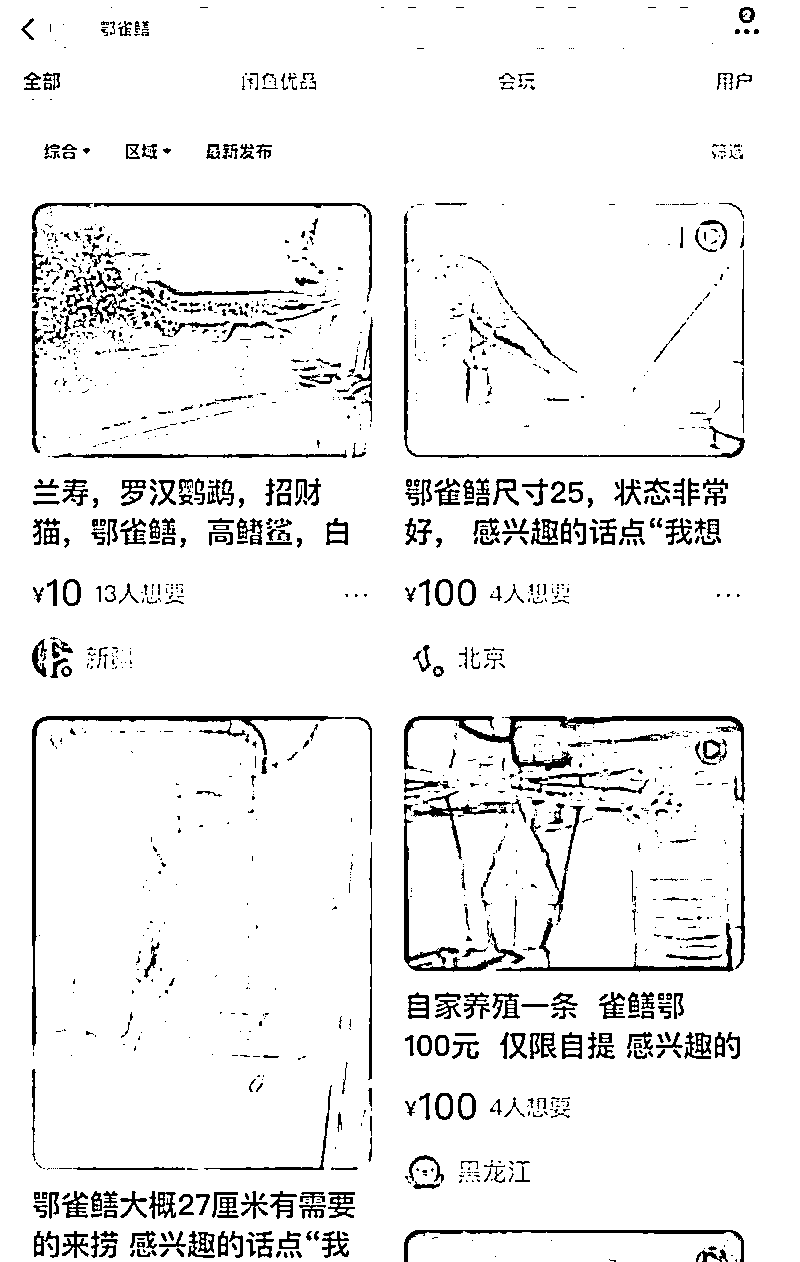 鄂雀鳝
全部 闲鱼优品 会玩 用户
综合 区域 最新发布 筛选
兰寿，罗汉鹦鹉，招财
猫，鄂雀鳝，高鳍鲨，白
¥10 13人想要 ...
新疆
鄂雀鳝尺寸25，状态非常
好， 感兴趣的话点“我想
¥100 4人想要 ...
北京
鄂雀鳝大概27厘米有需要
的来捞 感兴趣的话点“我
自家养殖一条 雀鳝鄂
100元 仅限自提 感兴趣的
¥100 4人想要
黑龙江